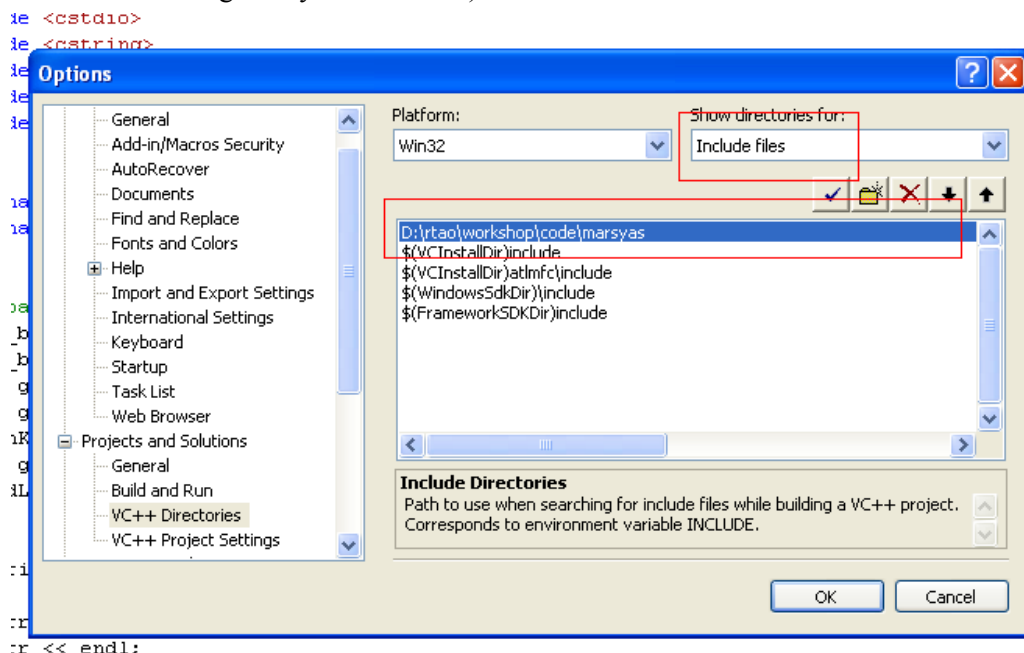 de <cstdio>
de <cstring>
de
de
de
Options
General
Add-in/Macros Security
AutoRecover
Documents
Find and Replace
Fonts and Colors
Help
Import and Export Settings
International Settings
Keyboard
Startup
Task List
Web Browser
Projects and Solutions
General
Build and Run
VC++ Directories
VC++ Project Settings
Platform:
Win32
Show directories for:
Include files
D:\rtao\workshop\code\marsyas
$(VCInstallDir)include
$(VCInstallDir)atlmfc\include
$(WindowsSdkDir)\include
$(FrameworkSDKDir)include
Include Directories
Path to use when searching for include files while building a VC++ project.
Corresponds to environment variable INCLUDE.
OK
Cancel
<< endl;